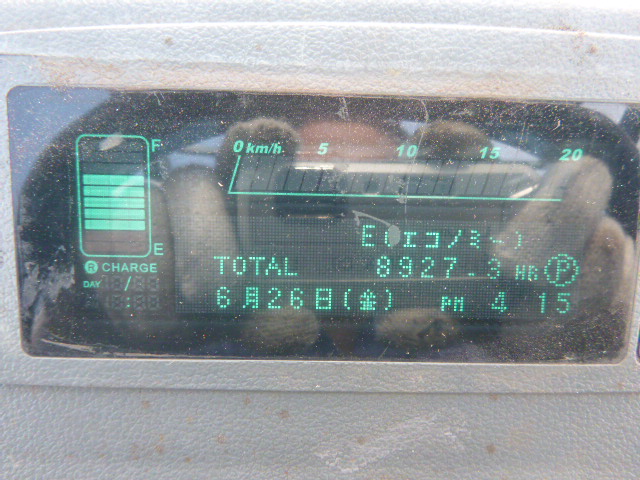 F
0 km/h 5 10 15 20
E(エコノミー)
E
TOTAL 8927.3 HR P
R CHARGE
DAY
6月26日(金) PM 4 15